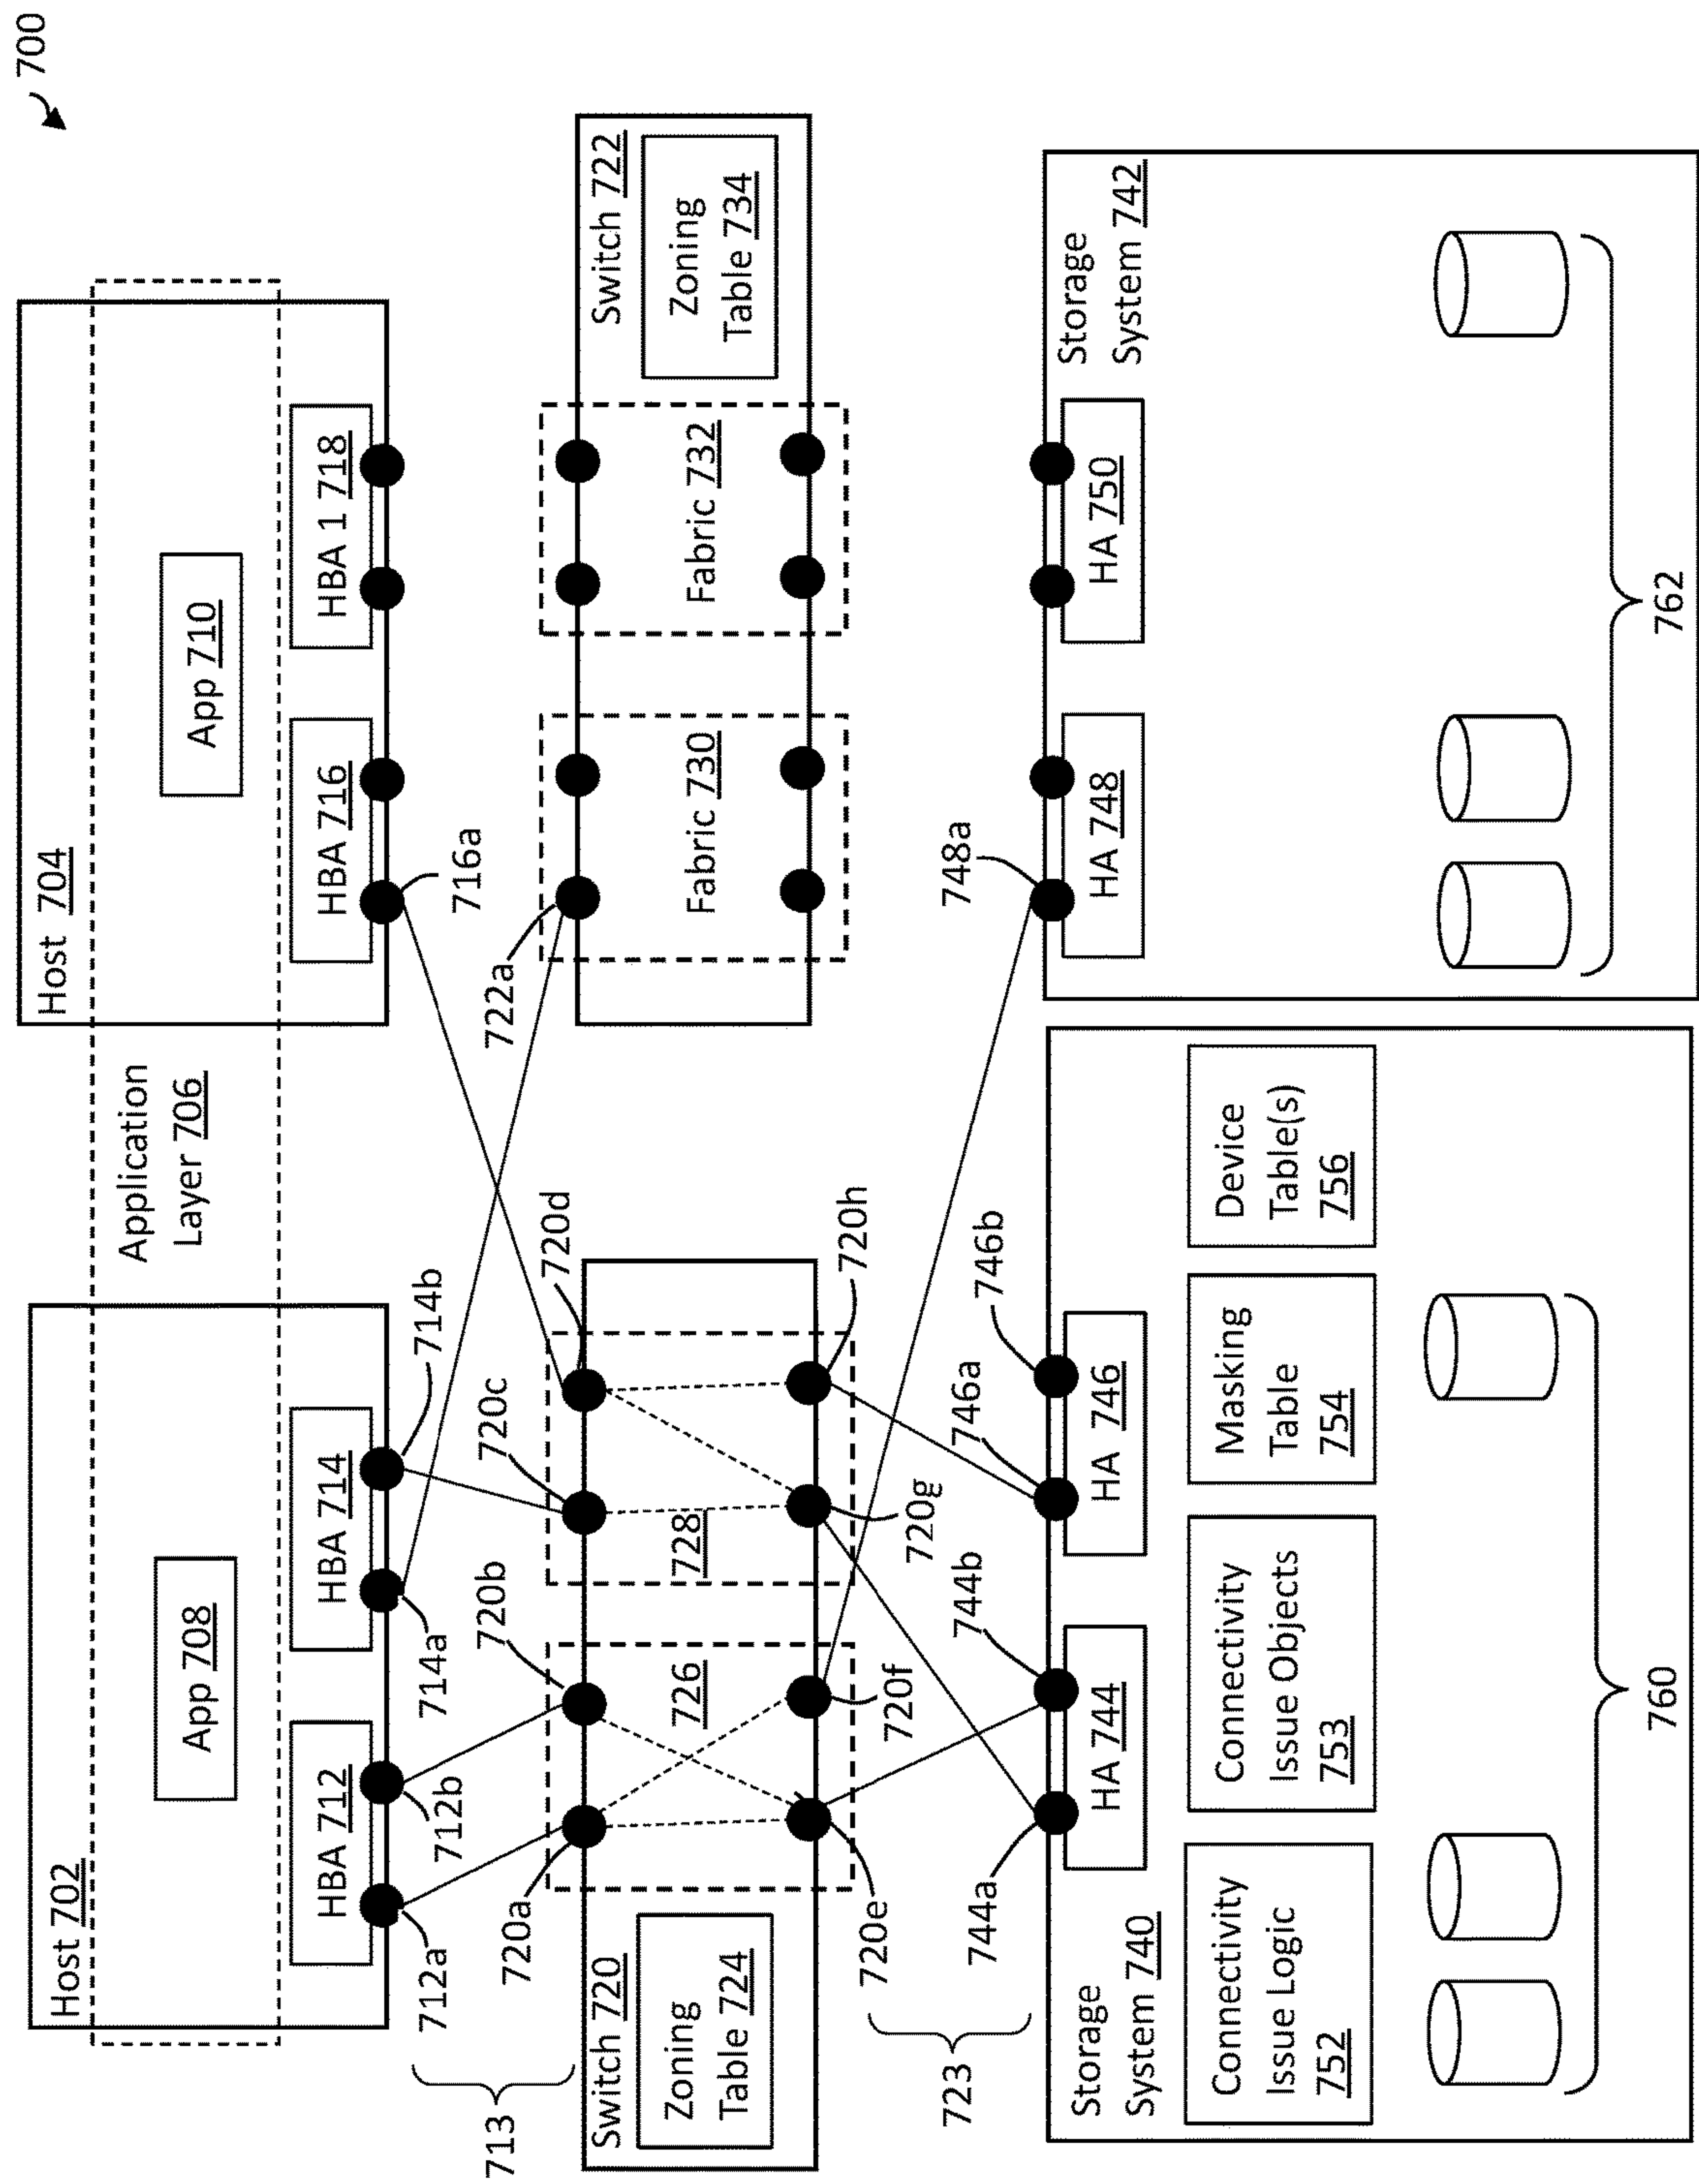 700
Host 702
Host 704
Application
Layer 706
App 708
App 710
HBA 712
HBA 714
HBA 716
HBA 1 718
712a
712b
714a
714b
716a
713
720a
720b
720c
720d
722a
Switch 720
Zoning
Table 724
726
728
Fabric 730
Fabric 732
Switch 722
Zoning
Table 734
720e
720f
720g
720h
723
744a
744b
746a
746b
748a
Storage
System 740
HA 744
HA 746
HA 748
HA 750
Storage
System 742
Connectivity
Issue Logic
752
Connectivity
Issue Objects
753
Masking
Table
754
Device
Table(s)
756
760
762